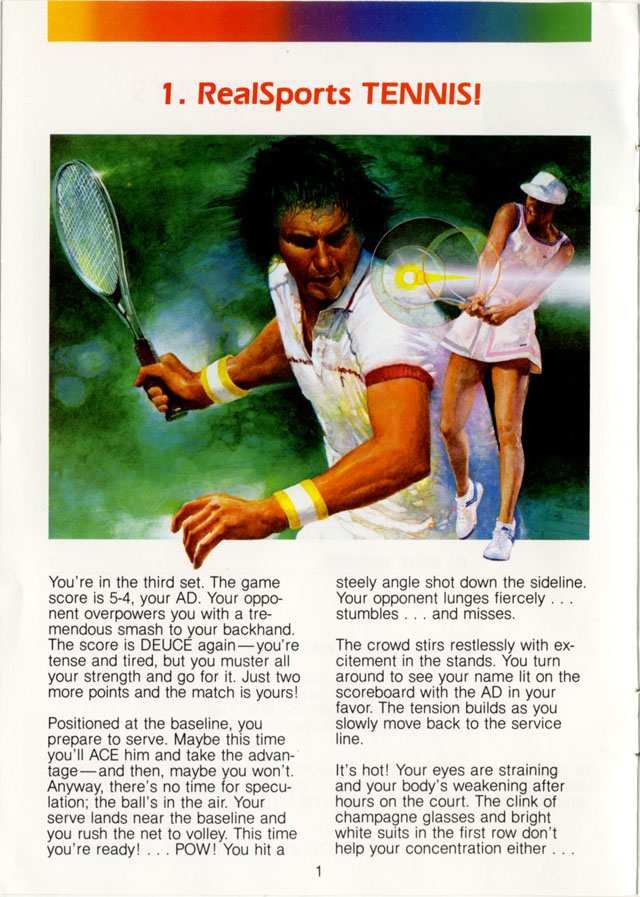 1. RealSports TENNIS!
You're in the third set. The game
score is 5-4, your AD. Your oppo-
nent overpowers you with a tre-
mendous smash to your backhand.
The score is DEUCE again—you're
tense and tired, but you muster all
your strength and go for it. Just two
more points and the match is yours!
Positioned at the baseline, you
prepare to serve. Maybe this time
you'll ACE him and take the advan-
tage—and then, maybe you won't.
Anyway, there's no time for specu-
lation; the ball's in the air. Your
serve lands near the baseline and
you rush the net to volley. This time
you're ready! . . . POW! You hit a
steely angle shot down the sideline.
Your opponent lunges fiercely . . .
stumbles . . . and misses.
The crowd stirs restlessly with ex-
citement in the stands. You turn
around to see your name lit on the
scoreboard with the AD in your
favor. The tension builds as you
slowly move back to the service
line.
It's hot! Your eyes are straining
and your body's weakening after
hours on the court. The clink of
champagne glasses and bright
white suits in the first row don't
help your concentration either . . .
1